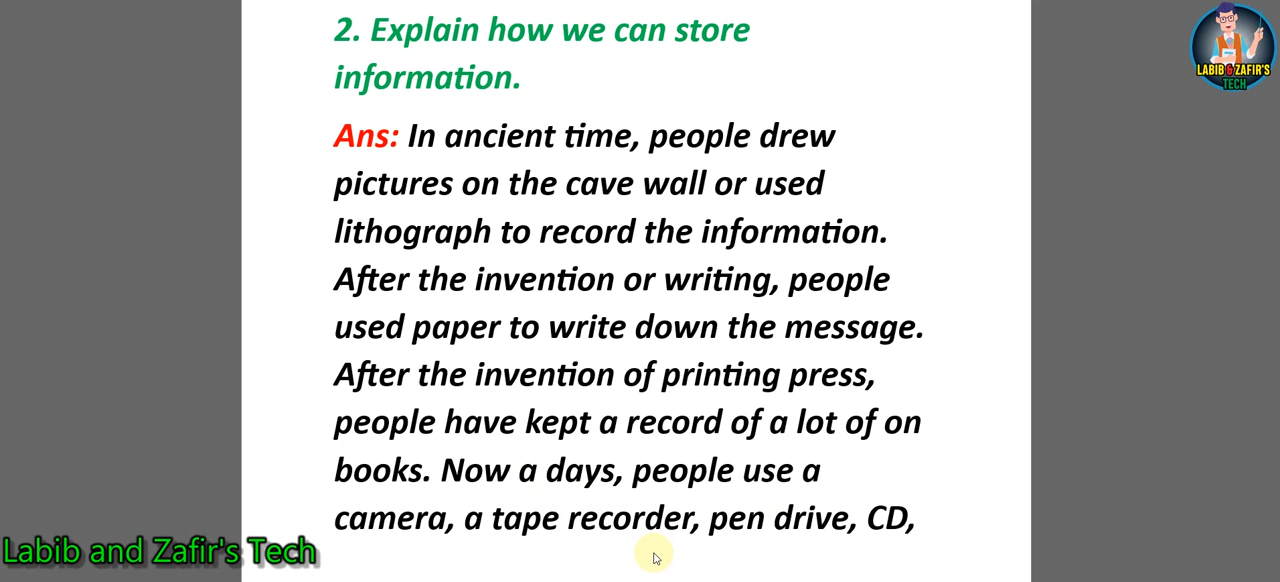 2. Explain how we can store
information.
Ans: In ancient time, people drew
pictures on the cave wall or used
lithograph to record the information.
After the invention or writing, people
used paper to write down the message.
After the invention of printing press,
people have kept a record of a lot of on
books. Now a days, people use a
camera, a tape recorder, pen drive, CD,
LABIB & ZAFIR'S
TECH
Labib and Zafir's Tech